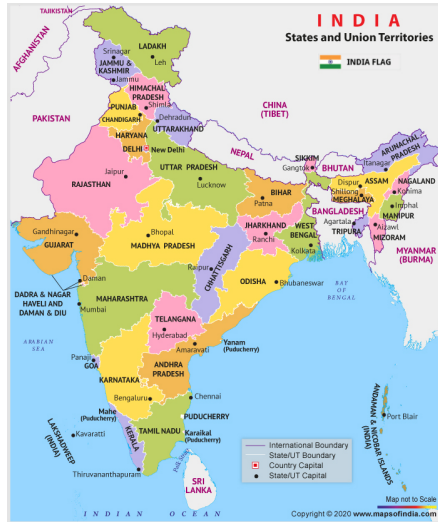 INDIA
States and Union Territories
INDIA FLAG
TAJIKISTAN
AFGHANISTAN
PAKISTAN
CHINA
(TIBET)
NEPAL
BHUTAN
BANGLADESH
MYANMAR
(BURMA)
SRI
LANKA
LADAKH
Leh
Srinagar
JAMMU &
KASHMIR
Jammu
HIMACHAL
PRADESH
Shimla
PUNJAB
CHANDIGARH
Dehradun
UTTARAKHAND
HARYANA
DELHI
New Delhi
Jaipur
RAJASTHAN
UTTAR PRADESH
Lucknow
BIHAR
Patna
SIKKIM
Gangtok
ARUNACHAL
PRADESH
Itanagar
Dispur
ASSAM
NAGALAND
Kohima
Shillong
MEGHALAYA
Imphal
MANIPUR
Agartala
TRIPURA
Aizawl
MIZORAM
Gandhinagar
GUJARAT
Bhopal
MADHYA PRADESH
JHARKHAND
Ranchi
WEST
BENGAL
Kolkata
CHHATTISGARH
Raipur
ODISHA
Bhubaneswar
Daman
DADRA & NAGAR
HAVELI AND
DAMAN & DIU
MAHARASHTRA
Mumbai
TELANGANA
Hyderabad
Amaravati
Yanam
(Puducherry)
ANDHRA
PRADESH
Panaji
GOA
KARNATAKA
Bengaluru
Chennai
Mahe
(Puducherry)
PUDUCHERRY
TAMIL NADU
Karaikal
(Puducherry)
KERALA
Thiruvananthapuram
LAKSHADWEEP
(INDIA)
Kavaratti
ANDAMAN & NICOBAR ISLANDS
(INDIA)
Port Blair
ARABIAN
SEA
BAY
OF
BENGAL
Palk Strait
INDIAN OCEAN
International Boundary
State/UT Boundary
Country Capital
State/UT Capital
Map not to Scale
Copyright © 2020 www.mapsofindia.com